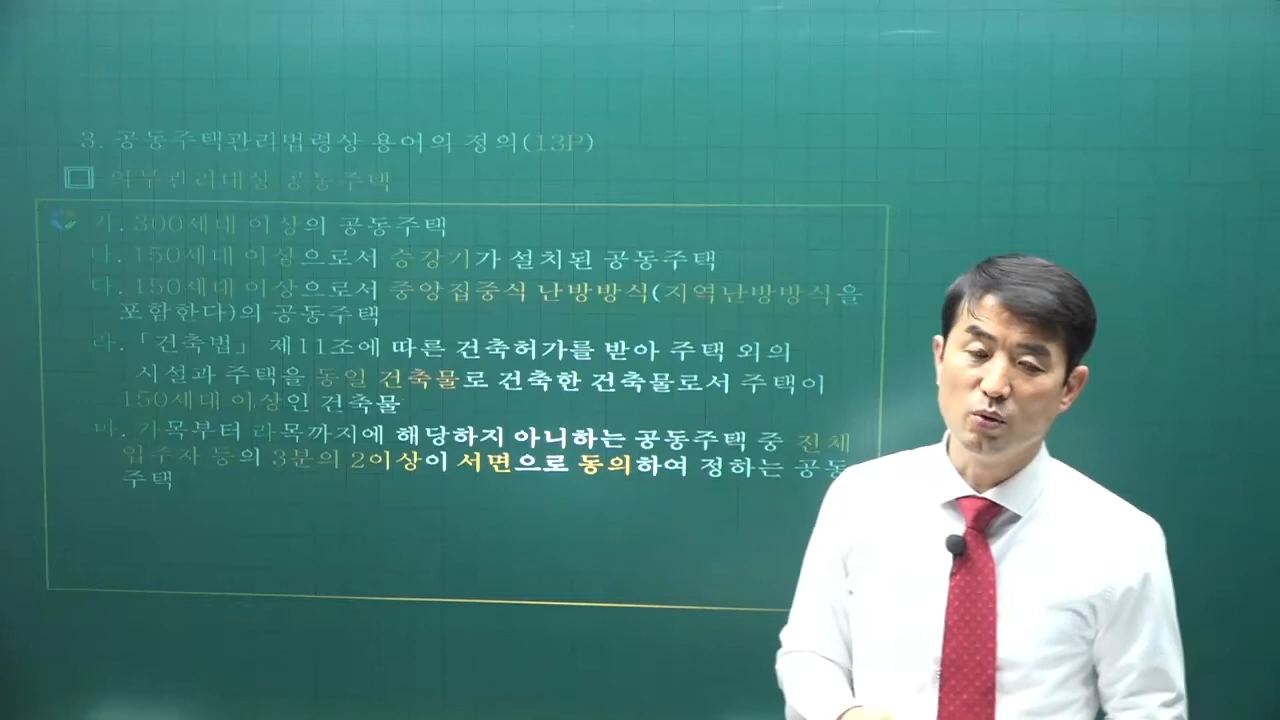 3. 공동주택관리법령상 용어의 정의(13P)
의무관리대상 공동주택
가. 300세대 이상의 공동주택
나. 150세대 이상으로서 승강기가 설치된 공동주택
다. 150세대 이상으로서 중앙집중식 난방방식(지역난방방식을
포함한다)의 공동주택
라. 「건축법」 제11조에 따른 건축허가를 받아 주택 외의
시설과 주택을 동일 건축물로 건축한 건축물로서 주택이
150세대 이상인 건축물
마. 가목부터 라목까지에 해당하지 아니하는 공동주택 중 전체
입주자 등의 3분의 2이상이 서면으로 동의하여 정하는 공동
주택